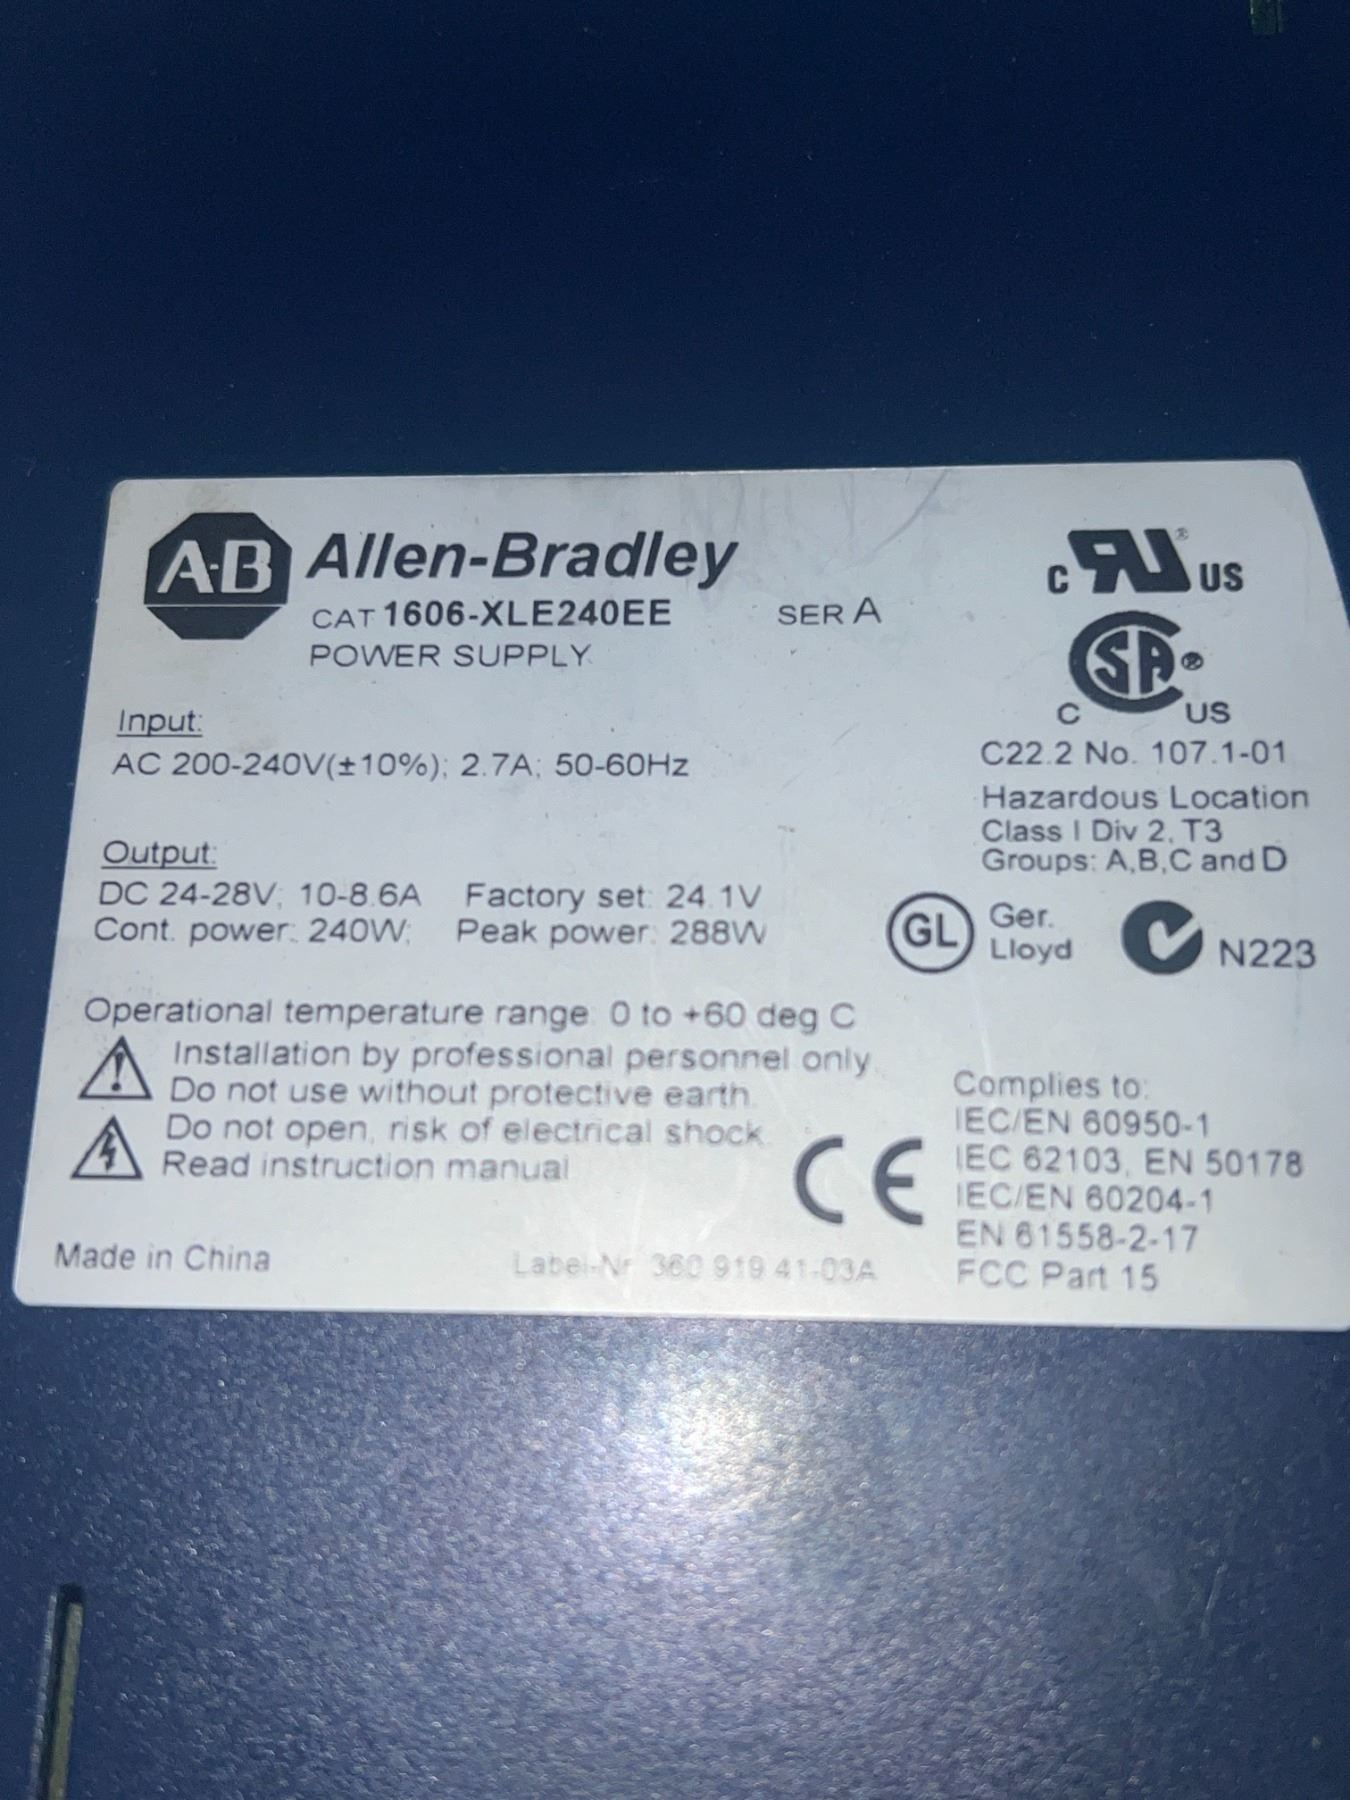 A-B Allen-Bradley
CAT 1606-XLE240EE SER A
POWER SUPPLY
Input:
AC 200-240V(±10%); 2.7A; 50-60Hz
Output:
DC 24-28V; 10-8.6A Factory set: 24.1V
Cont. power: 240W; Peak power: 288W
Operational temperature range: 0 to +60 deg C
Installation by professional personnel only.
Do not use without protective earth.
Do not open, risk of electrical shock.
Read instruction manual.
Made in China
Label-Nr. 360 919 41-03A
C RU ® US
CSA ®
C US
C22.2 No. 107.1-01
Hazardous Location
Class I Div 2, T3
Groups: A,B,C and D
GL Ger.
Lloyd
N223
CE
Complies to:
IEC/EN 60950-1
IEC 62103, EN 50178
IEC/EN 60204-1
EN 61558-2-17
FCC Part 15